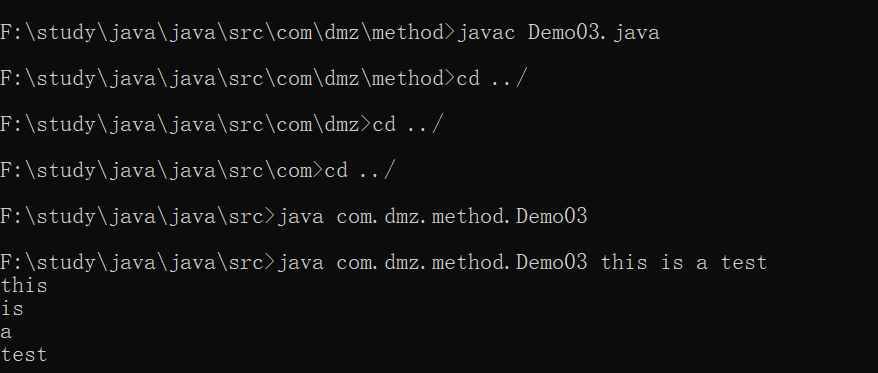 F:\study\java\java\src\com\dmz\method>javac Demo03.java
F:\study\java\java\src\com\dmz\method>cd ../
F:\study\java\java\src\com\dmz>cd ../
F:\study\java\java\src\com>cd ../
F:\study\java\java\src>java com.dmz.method.Demo03
F:\study\java\java\src>java com.dmz.method.Demo03 this is a test
this
is
a
test